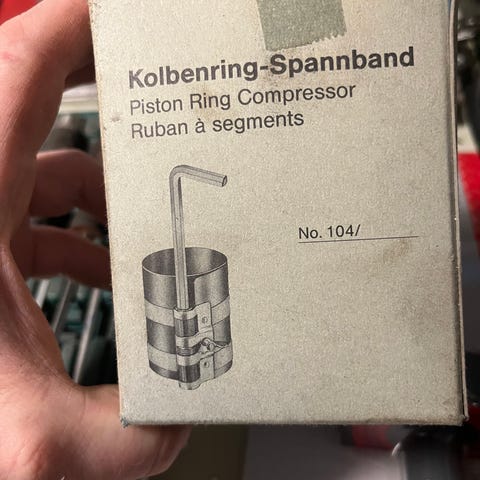 Kolbenring-Spannband
Piston Ring Compressor
Ruban à segments
No. 104/